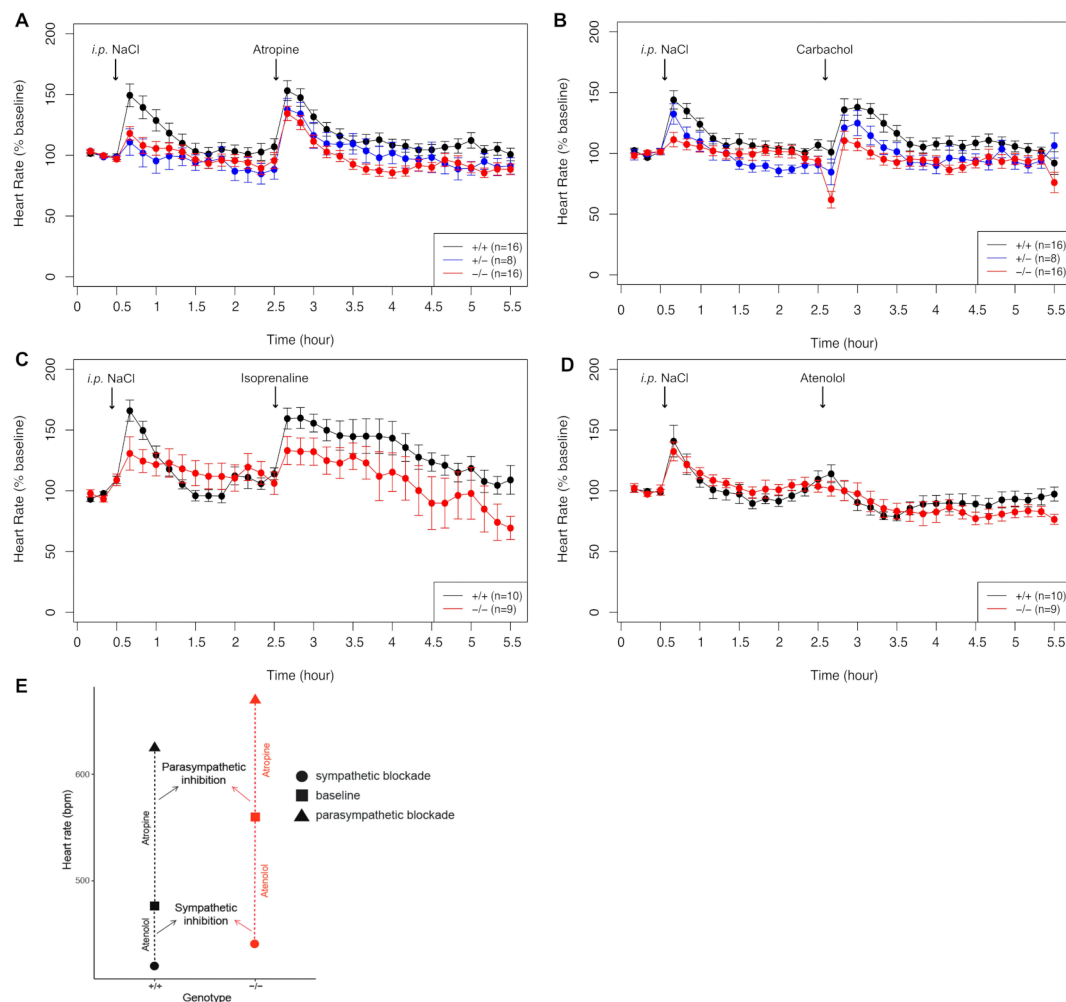 A
i.p. NaCl
Atropine
Heart Rate (% baseline)
200
150
100
50
0
+/+ (n=16)
+/− (n=8)
−/− (n=16)
0 0.5 1 1.5 2 2.5 3 3.5 4 4.5 5 5.5
Time (hour)
B
i.p. NaCl
Carbachol
Heart Rate (% baseline)
200
150
100
50
0
+/+ (n=16)
+/− (n=8)
−/− (n=16)
0 0.5 1 1.5 2 2.5 3 3.5 4 4.5 5 5.5
Time (hour)
C
i.p. NaCl
Isoprenaline
Heart Rate (% baseline)
200
150
100
50
0
+/+ (n=10)
−/− (n=9)
0 0.5 1 1.5 2 2.5 3 3.5 4 4.5 5 5.5
Time (hour)
D
i.p. NaCl
Atenolol
Heart Rate (% baseline)
200
150
100
50
0
+/+ (n=10)
−/− (n=9)
0 0.5 1 1.5 2 2.5 3 3.5 4 4.5 5 5.5
Time (hour)
E
Heart rate (bpm)
600
500
Atropine
Atenolol
Parasympathetic
inhibition
Sympathetic
inhibition
Atropine
Atenolol
sympathetic blockade
baseline
parasympathetic blockade
+/+
−/−
Genotype